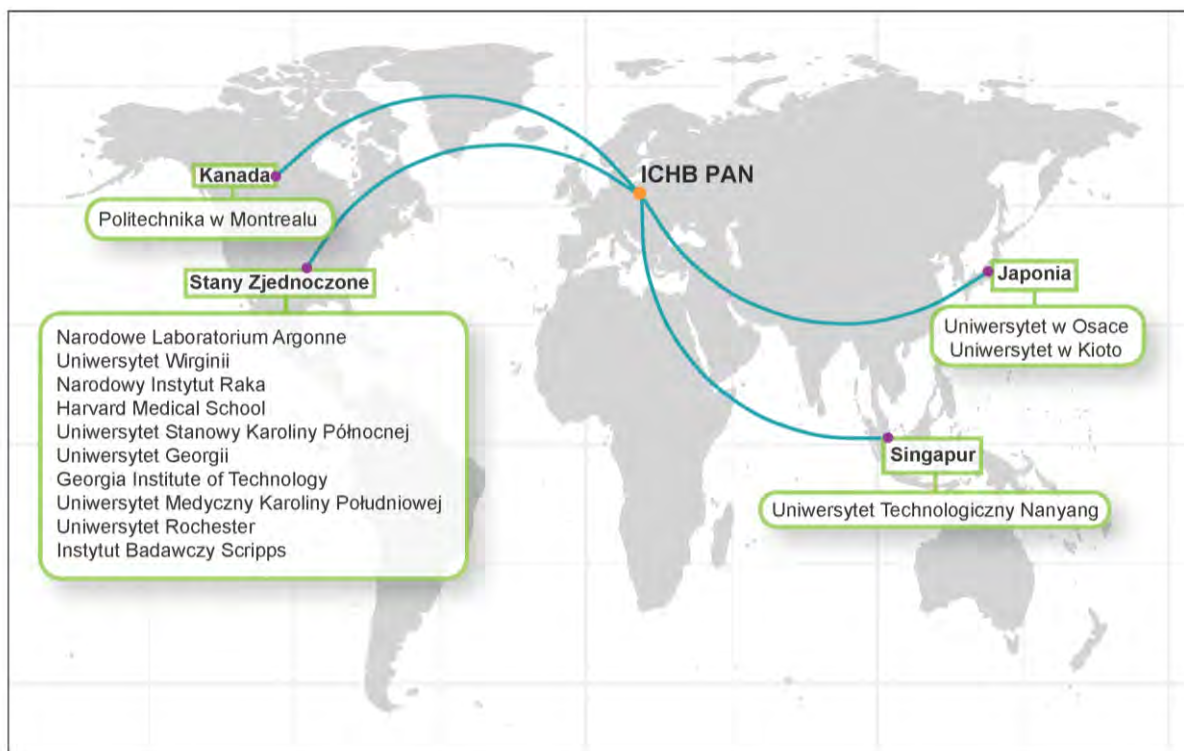 ICHB PAN
Kanada
Politechnika w Montrealu
Stany Zjednoczone
Narodowe Laboratorium Argonne
Uniwersytet Wirginii
Narodowy Instytut Raka
Harvard Medical School
Uniwersytet Stanowy Karoliny Północnej
Uniwersytet Georgii
Georgia Institute of Technology
Uniwersytet Medyczny Karoliny Południowej
Uniwersytet Rochester
Instytut Badawczy Scripps
Japonia
Uniwersytet w Osace
Uniwersytet w Kioto
Singapur
Uniwersytet Technologiczny Nanyang